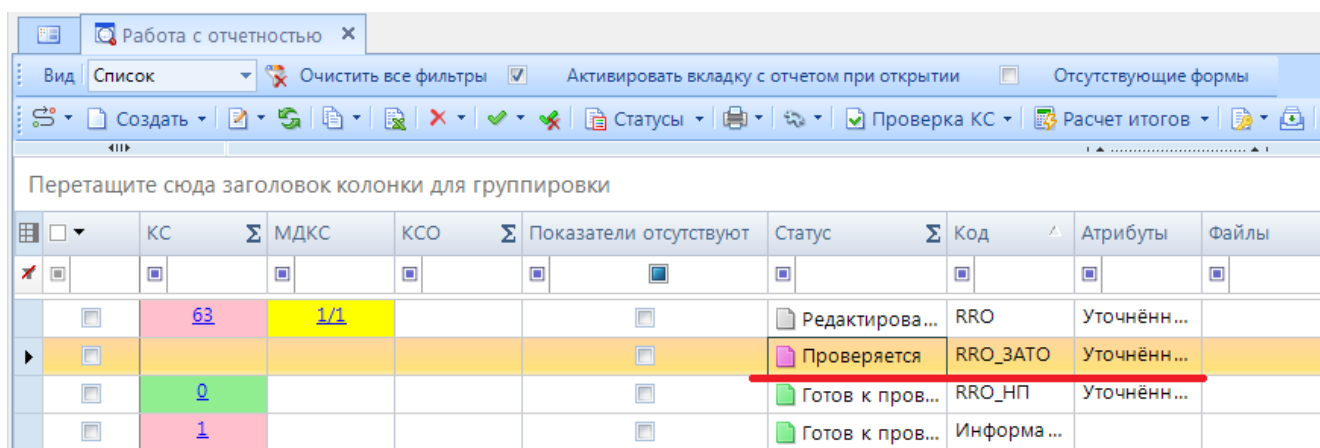 Работа с отчетностью
Вид Список Очистить все фильтры Активировать вкладку с отчетом при открытии Отсутствующие формы
Создать Статусы Проверка КС Расчет итогов
Перетащите сюда заголовок колонки для группировки
КС Σ МДКС КСО Σ Показатели отсутствуют Статус Σ Код Атрибуты Файлы
63 1/1 Редактирова... RRO Уточнённ...
Проверяется RRO_ЗАТО Уточнённ...
0 Готов к пров... RRO_НП Уточнённ...
1 Готов к пров... Информа...